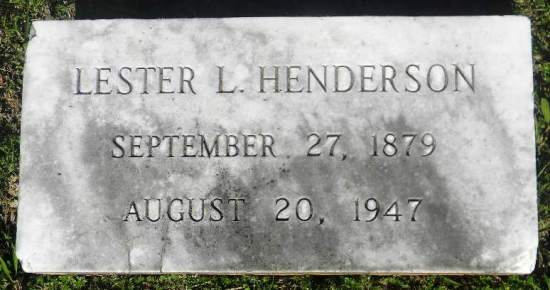 LESTER L. HENDERSON
SEPTEMBER 27, 1879
AUGUST 20, 1947